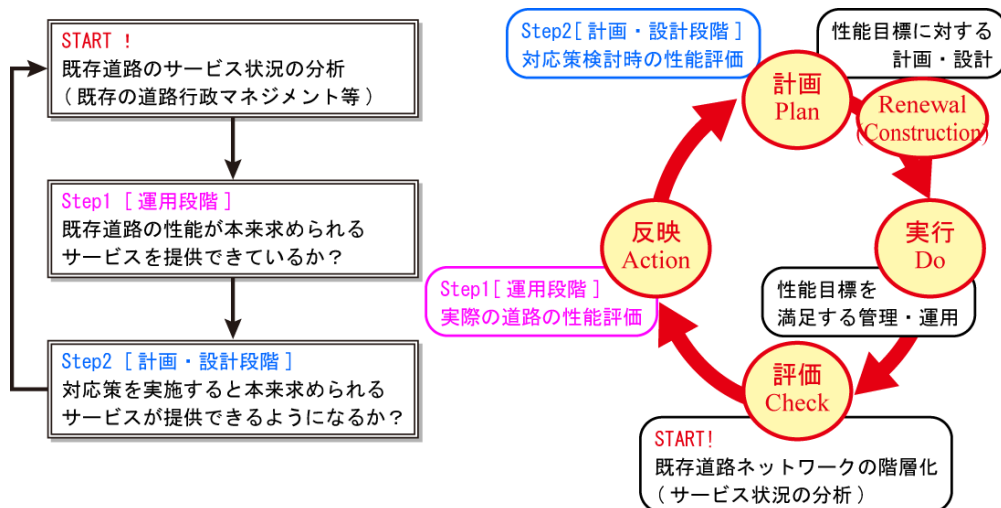 START !
既存道路のサービス状況の分析
( 既存の道路行政マネジメント等 )
Step1 [ 運用段階 ]
既存道路の性能が本来求められる
サービスを提供できているか？
Step2 [ 計画・設計段階 ]
対応策を実施すると本来求められる
サービスが提供できるようになるか？
Step2[ 計画・設計段階 ]
対応策検討時の性能評価
計画
Plan
性能目標に対する
計画・設計
Renewal
(Construction)
実行
Do
性能目標を
満足する管理・運用
反映
Action
Step1[ 運用段階 ]
実際の道路の性能評価
評価
Check
START!
既存道路ネットワークの階層化
( サービス状況の分析 )